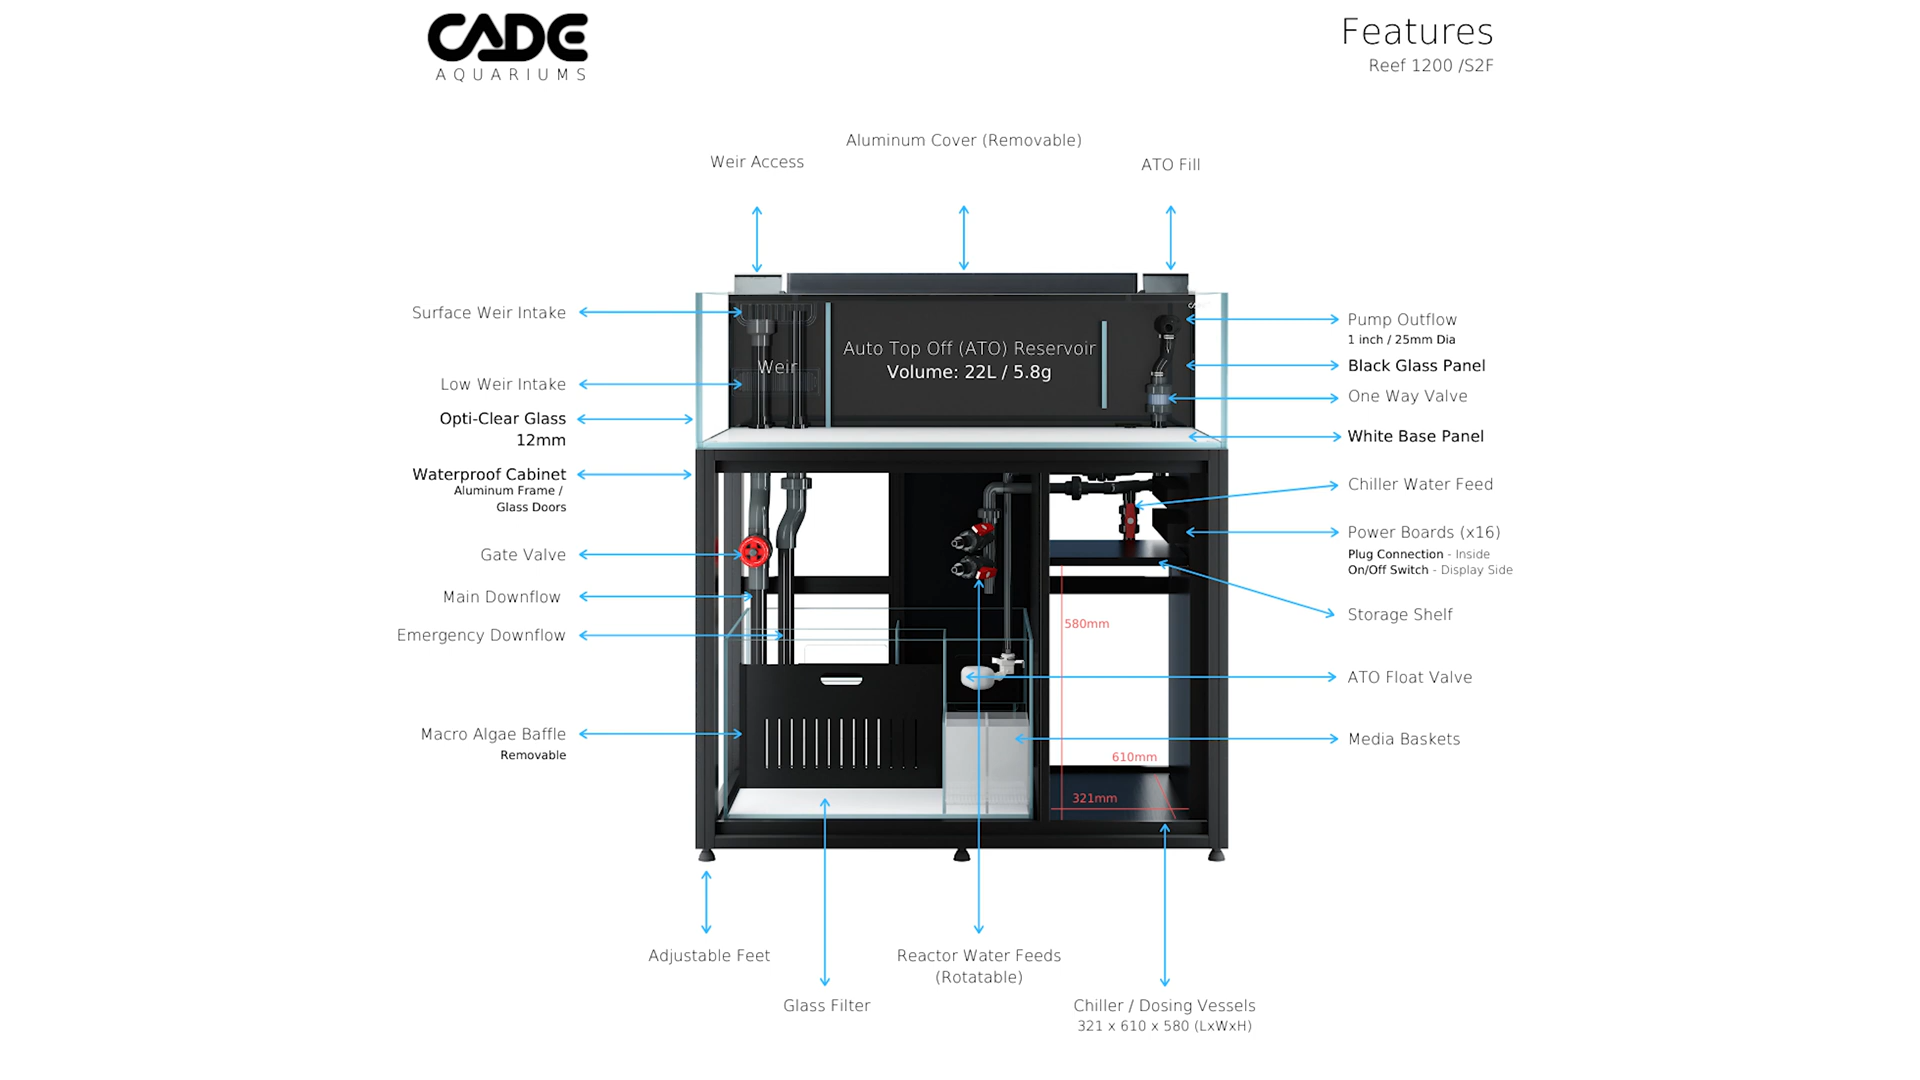 CADE
AQUARIUMS
Features
Reef 1200 /S2F
Aluminum Cover (Removable)
Weir Access
ATO Fill
Surface Weir Intake
Low Weir Intake
Opti-Clear Glass
12mm
Waterproof Cabinet
Aluminum Frame /
Glass Doors
Gate Valve
Main Downflow
Emergency Downflow
Macro Algae Baffle
Removable
Weir
Auto Top Off (ATO) Reservoir
Volume: 22L / 5.8g
580mm
610mm
321mm
Pump Outflow
1 inch / 25mm Dia
Black Glass Panel
One Way Valve
White Base Panel
Chiller Water Feed
Power Boards (x16)
Plug Connection - Inside
On/Off Switch - Display Side
Storage Shelf
ATO Float Valve
Media Baskets
Adjustable Feet
Reactor Water Feeds
(Rotatable)
Glass Filter
Chiller / Dosing Vessels
321 x 610 x 580 (LxWxH)